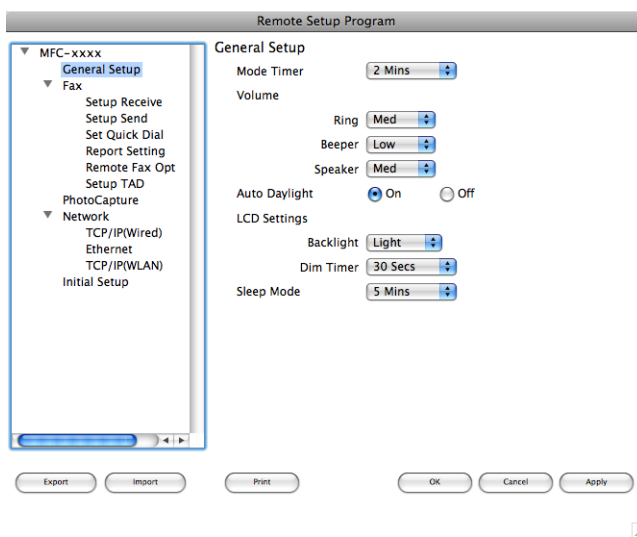 Remote Setup Program
MFC-xxxx
General Setup
Fax
Setup Receive
Setup Send
Set Quick Dial
Report Setting
Remote Fax Opt
Setup TAD
PhotoCapture
Network
TCP/IP(Wired)
Ethernet
TCP/IP(WLAN)
Initial Setup
General Setup
Mode Timer 2 Mins
Volume
Ring Med
Beeper Low
Speaker Med
Auto Daylight On Off
LCD Settings
Backlight Light
Dim Timer 30 Secs
Sleep Mode 5 Mins
Export Import Print OK Cancel Apply